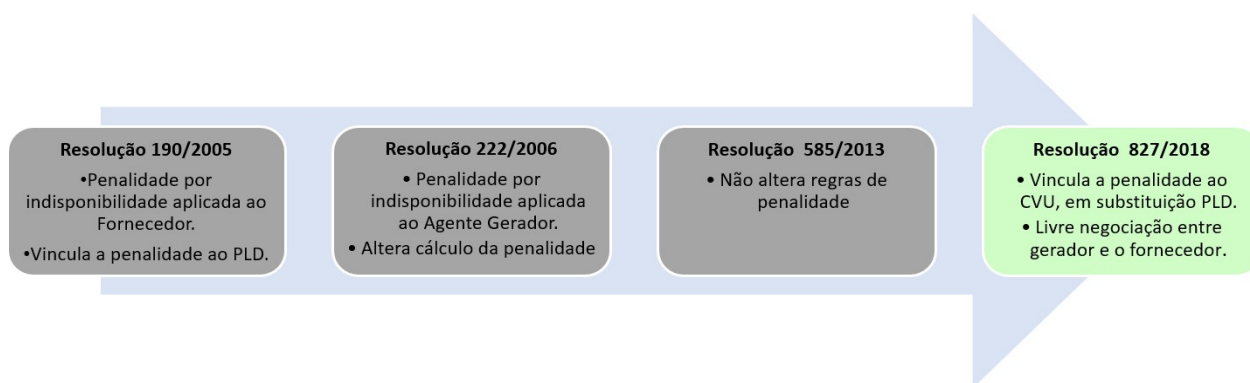 Resolução 190/2005
•Penalidade por
indisponibilidade aplicada ao
Fornecedor.
•Vincula a penalidade ao PLD.
Resolução 222/2006
• Penalidade por
indisponibilidade aplicada
ao Agente Gerador.
• Altera cálculo da penalidade
Resolução 585/2013
• Não altera regras de
penalidade
Resolução 827/2018
• Vincula a penalidade ao
CVU, em substituição PLD.
• Livre negociação entre
gerador e o fornecedor.